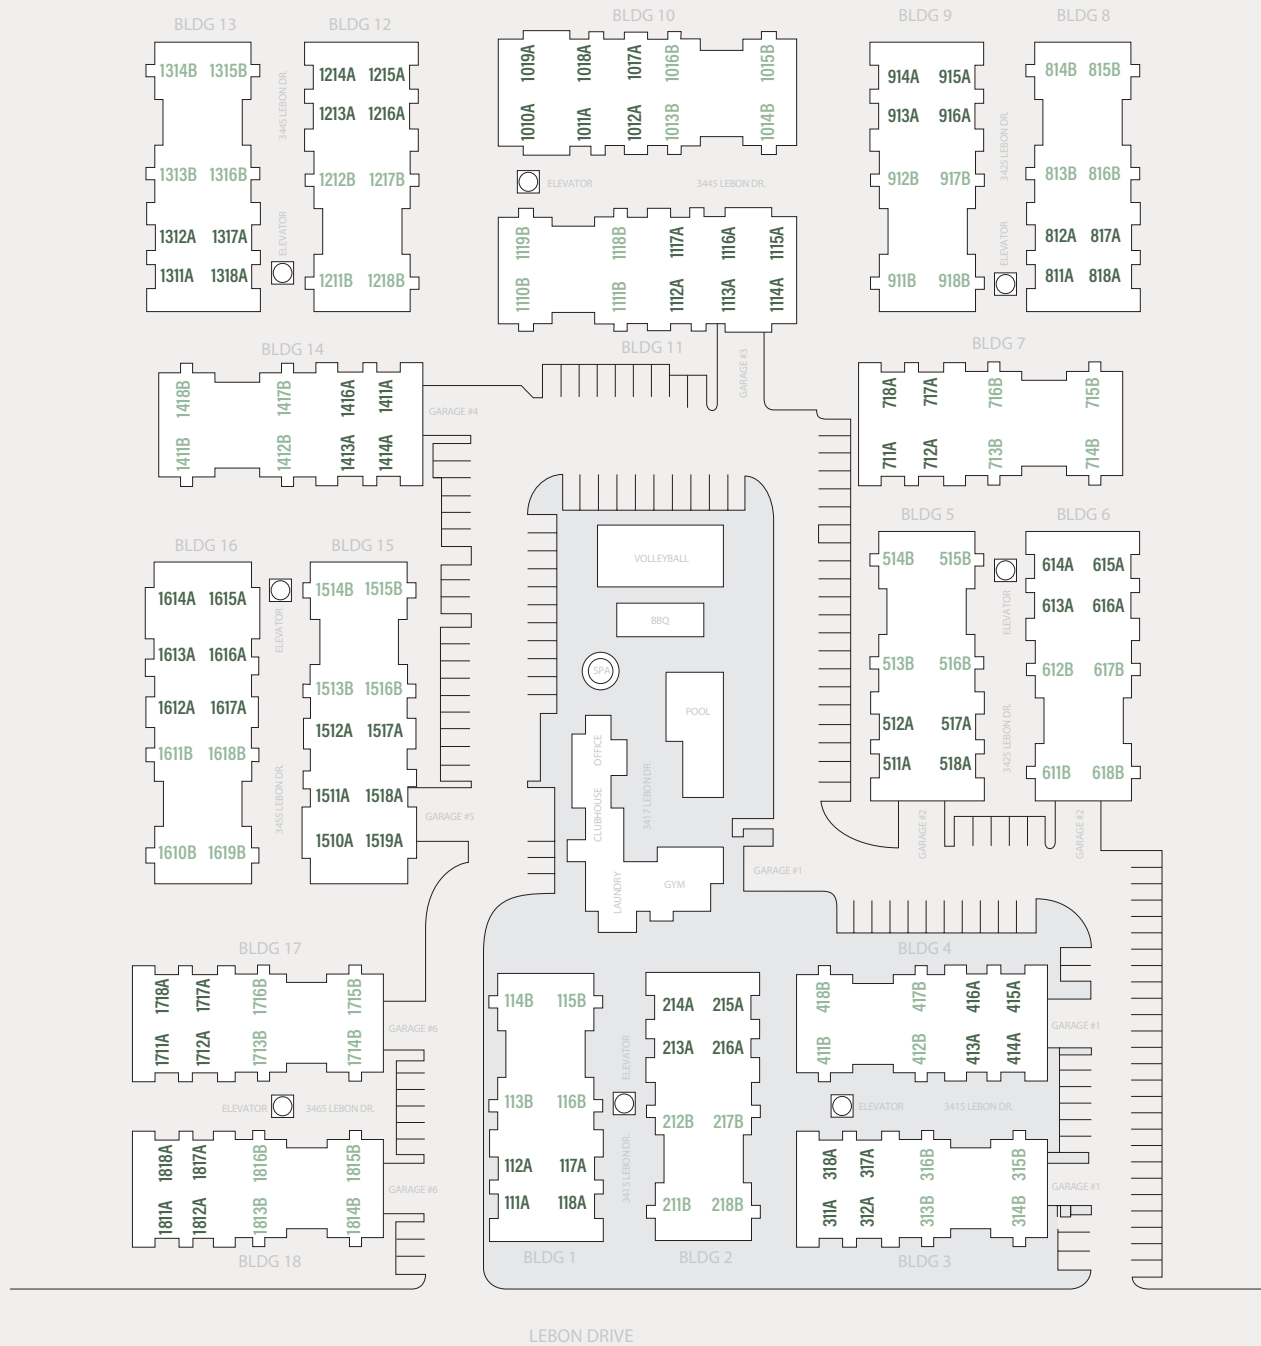 BLDG 13
BLDG 12
BLDG 10
BLDG 9
BLDG 8
1314B 1315B
1313B 1316B
1312A 1317A
1311A 1318A
3445 LEBON DR.
ELEVATOR
1214A 1215A
1213A 1216A
1212B 1217B
1211B 1218B
1019A 1018A 1017A 1016B 1015B
1010A 1011A 1012A 1013B 1014B
ELEVATOR
3445 LEBON DR.
1119B 1118B 1117A 1116A 1115A
1110B 1111B 1112A 1113A 1114A
BLDG 11
GARAGE #3
914A 915A
913A 916A
912B 917B
911B 918B
3425 LEBON DR.
ELEVATOR
814B 815B
813B 816B
812A 817A
811A 818A
BLDG 14
1418B 1417B 1416A 1411A
1411B 1412B 1413A 1414A
GARAGE #4
BLDG 7
718A 717A 716B 715B
711A 712A 713B 714B
BLDG 16
BLDG 15
1614A 1615A
1613A 1616A
1612A 1617A
1611B 1618B
1610B 1619B
ELEVATOR
3455 LEBON DR.
1514B 1515B
1513B 1516B
1512A 1517A
1511A 1518A
1510A 1519A
GARAGE #5
VOLLEYBALL
BBQ
SPA
POOL
OFFICE
CLUBHOUSE
3417 LEBON DR.
LAUNDRY
GYM
GARAGE #1
BLDG 5
BLDG 6
514B 515B
513B 516B
512A 517A
511A 518A
ELEVATOR
3425 LEBON DR.
614A 615A
613A 616A
612B 617B
611B 618B
GARAGE #2
GARAGE #2
BLDG 17
1718A 1717A 1716B 1715B
1711A 1712A 1713B 1714B
GARAGE #6
ELEVATOR
3465 LEBON DR.
1818A 1817A 1816B 1815B
1811A 1812A 1813B 1814B
GARAGE #6
BLDG 18
114B 115B
113B 116B
112A 117A
111A 118A
BLDG 1
ELEVATOR
3415 LEBON DR.
214A 215A
213A 216A
212B 217B
211B 218B
BLDG 2
BLDG 4
418B 417B 416A 415A
411B 412B 413A 414A
GARAGE #1
ELEVATOR
3415 LEBON DR.
318A 317A 316B 315B
311A 312A 313B 314B
GARAGE #1
BLDG 3
LEBON DRIVE